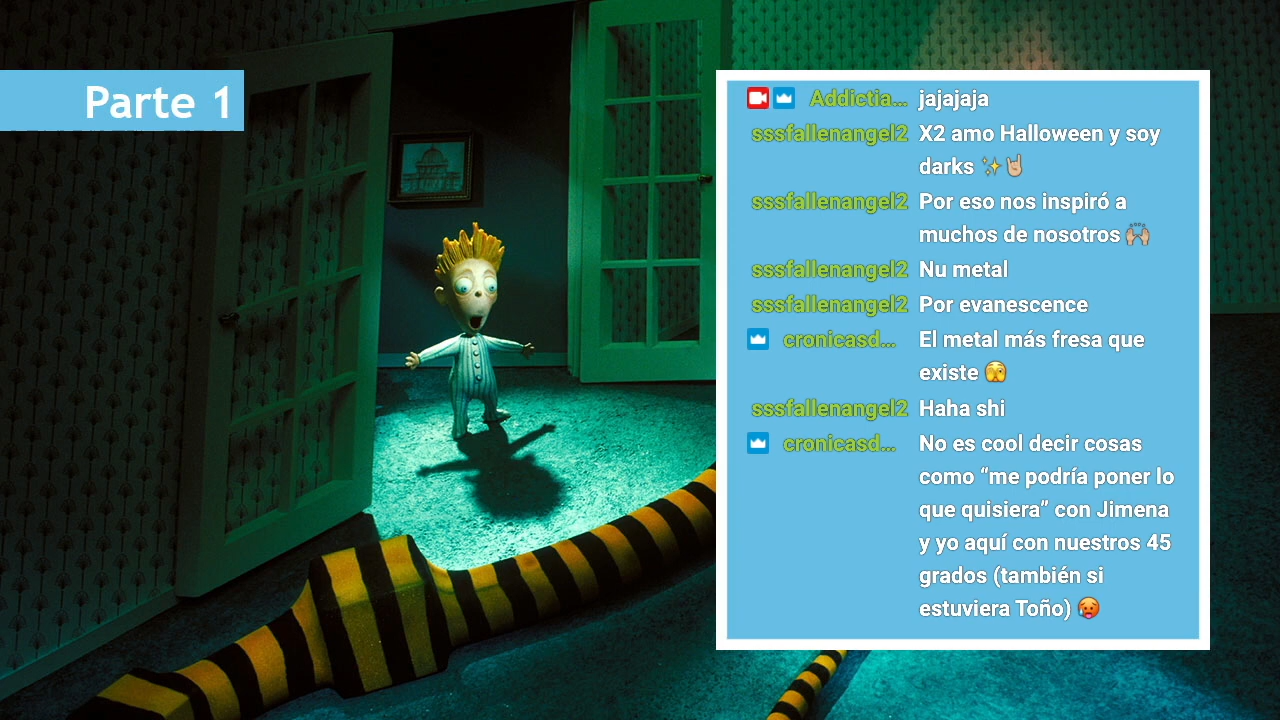 Parte 1
Addictia... jajajaja
sssfallenangel2 X2 amo Halloween y soy
darks ✨🤘🏼
sssfallenangel2 Por eso nos inspiró a
muchos de nosotros 🙌🏼
sssfallenangel2 Nu metal
sssfallenangel2 Por evanescence
cronicasd... El metal más fresa que
existe 🫣
sssfallenangel2 Haha shi
cronicasd... No es cool decir cosas
como “me podría poner lo
que quisiera” con Jimena
y yo aquí con nuestros 45
grados (también si
estuviera Toño) 🥵